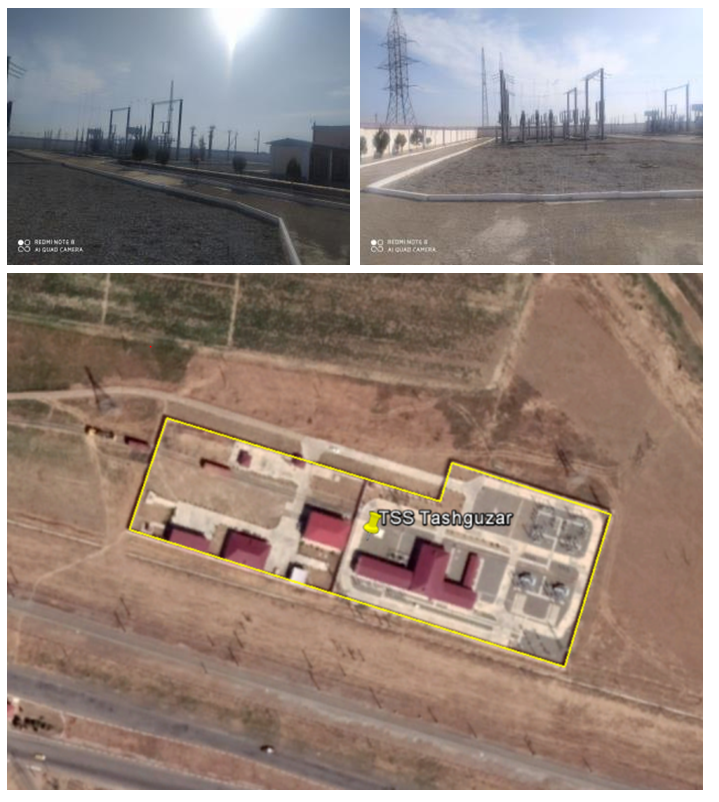 REDMI NOTE 8
AI QUAD CAMERA
REDMI NOTE 8
AI QUAD CAMERA
TSS Tashguzar